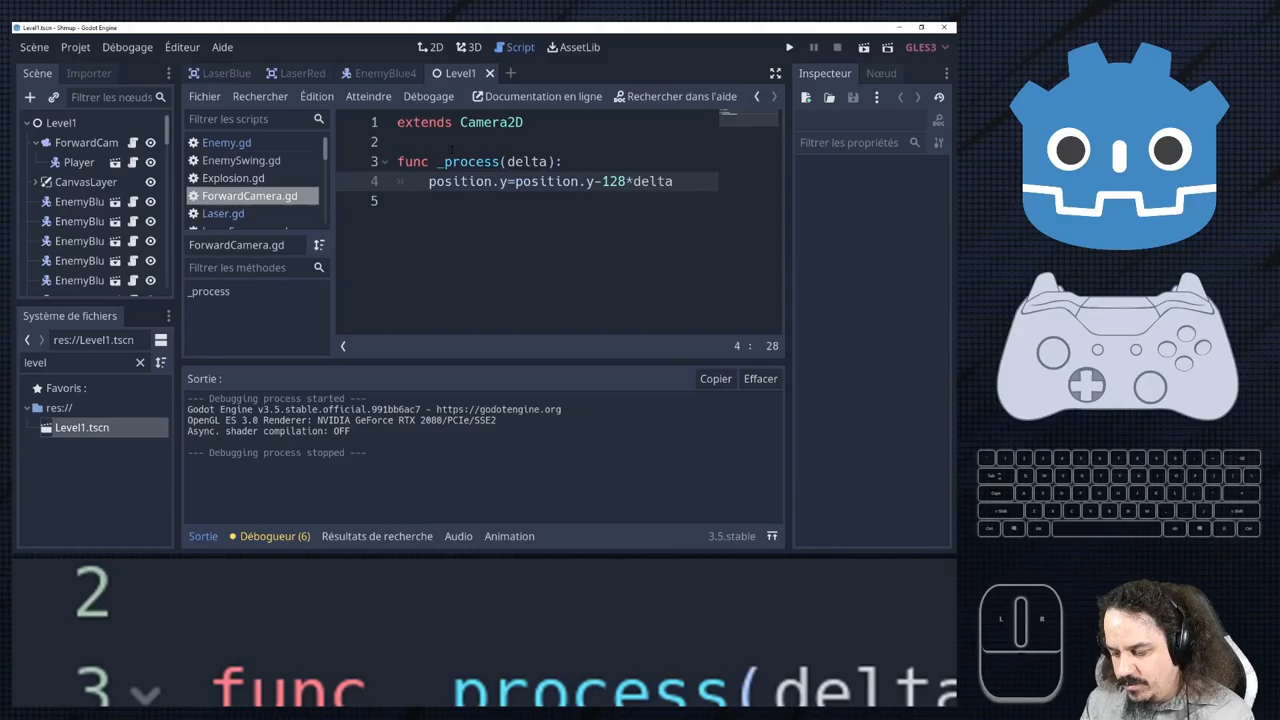 Level1.tscn - Shmup - Godot Engine
Scène Projet Débogage Éditeur Aide 2D 3D Script AssetLib GLES3
Scène Importer
Filtrer les nœuds
Level1
ForwardCam
Player
CanvasLayer
EnemyBlu
EnemyBlu
EnemyBlu
EnemyBlu
EnemyBlu
Système de fichiers
res://Level1.tscn
level
Favoris :
res://
Level1.tscn
LaserBlue LaserRed EnemyBlue4 Level1
Fichier Rechercher Édition Atteindre Débogage Documentation en ligne Rechercher dans l'aide
Filtrer les scripts
Enemy.gd
EnemySwing.gd
Explosion.gd
ForwardCamera.gd
Laser.gd
ForwardCamera.gd
Filtrer les méthodes
_process
1 extends Camera2D
2
3 func _process(delta):
4 position.y=position.y-128*delta
5
4 : 28
Sortie : Copier Effacer
--- Debugging process started ---
Godot Engine v3.5.stable.official.991bb6ac7 - https://godotengine.org
OpenGL ES 3.0 Renderer: NVIDIA GeForce RTX 2080/PCIe/SSE2
Async. shader compilation: OFF
--- Debugging process stopped ---
Sortie Débogueur (6) Résultats de recherche Audio Animation 3.5.stable
Inspecteur Nœud
Filtrer les propriétés
2
3 func _process(delta
L R